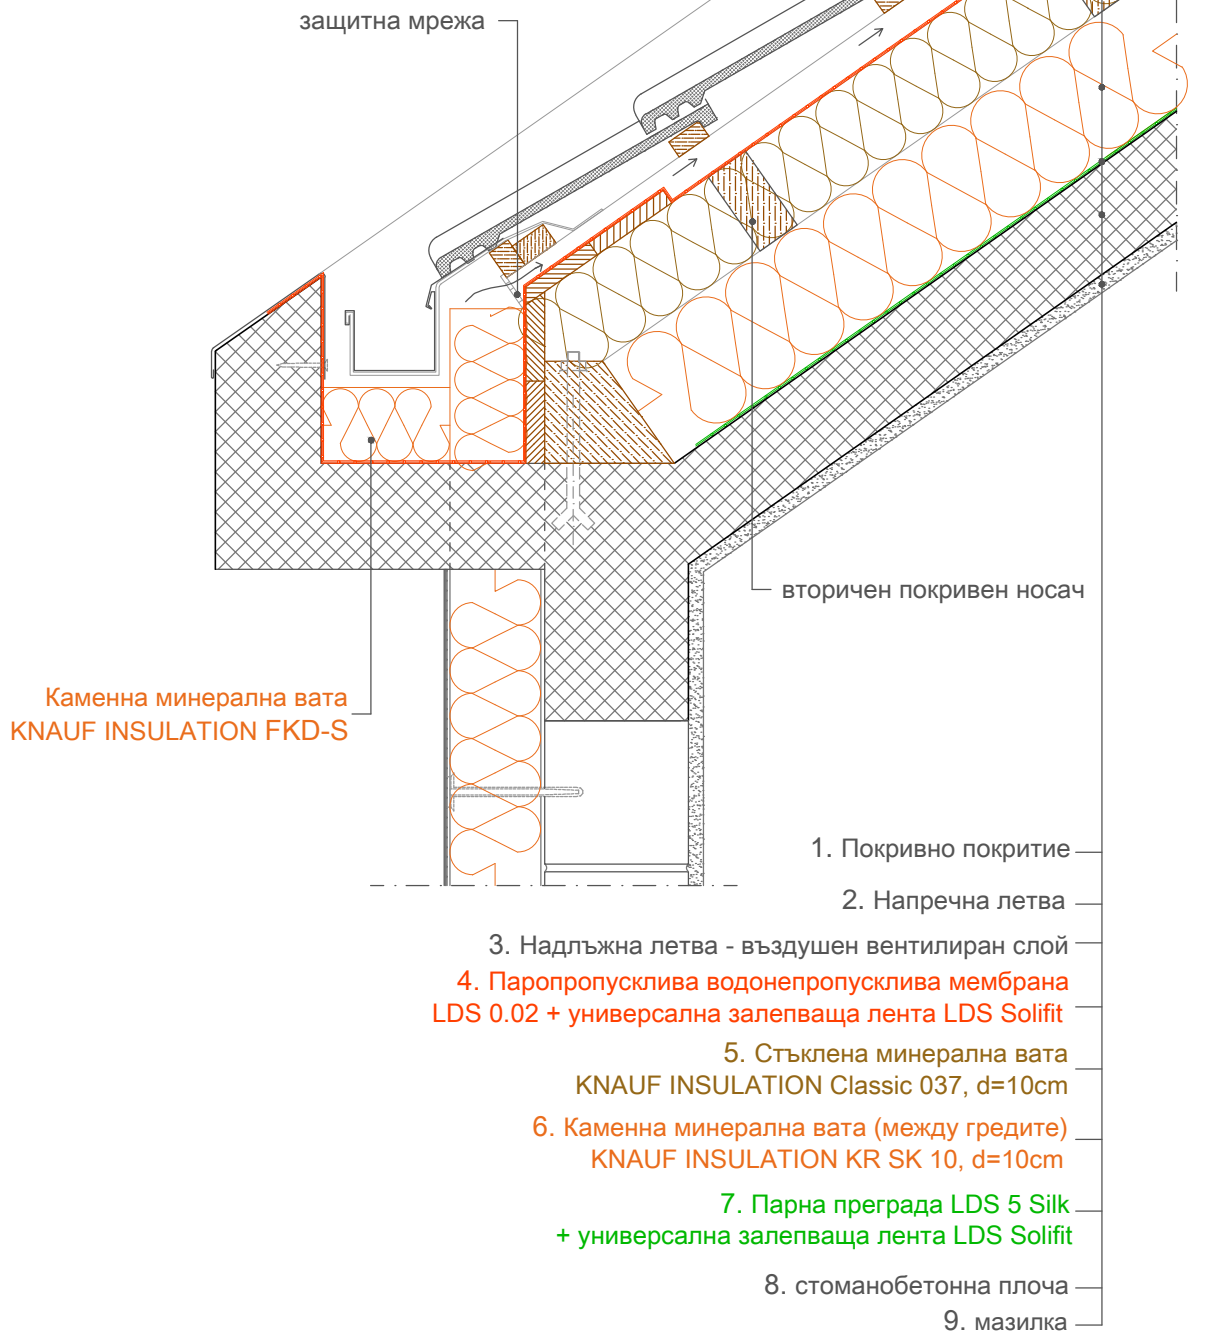 защитна мрежа
вторичен покривен носач
Каменна минерална вата
KNAUF INSULATION FKD-S
1. Покривно покритие
2. Напречна летва
3. Надлъжна летва - въздушен вентилиран слой
4. Паропропусклива водонепропусклива мембрана
LDS 0.02 + универсална залепваща лента LDS Solifit
5. Стъклена минерална вата
KNAUF INSULATION Classic 037, d=10cm
6. Каменна минерална вата (между гредите)
KNAUF INSULATION KR SK 10, d=10cm
7. Парна преграда LDS 5 Silk
+ универсална залепваща лента LDS Solifit
8. стоманобетонна плоча
9. мазилка